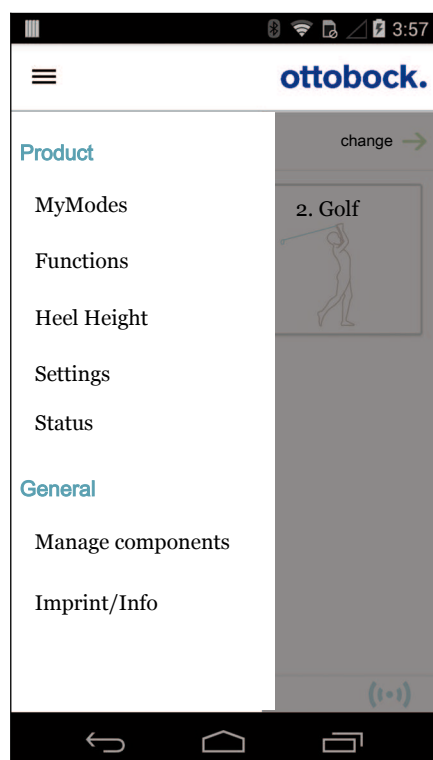 3:57
ottobock.
Product
change
MyModes
2. Golf
Functions
Heel Height
Settings
Status
General
Manage components
Imprint/Info